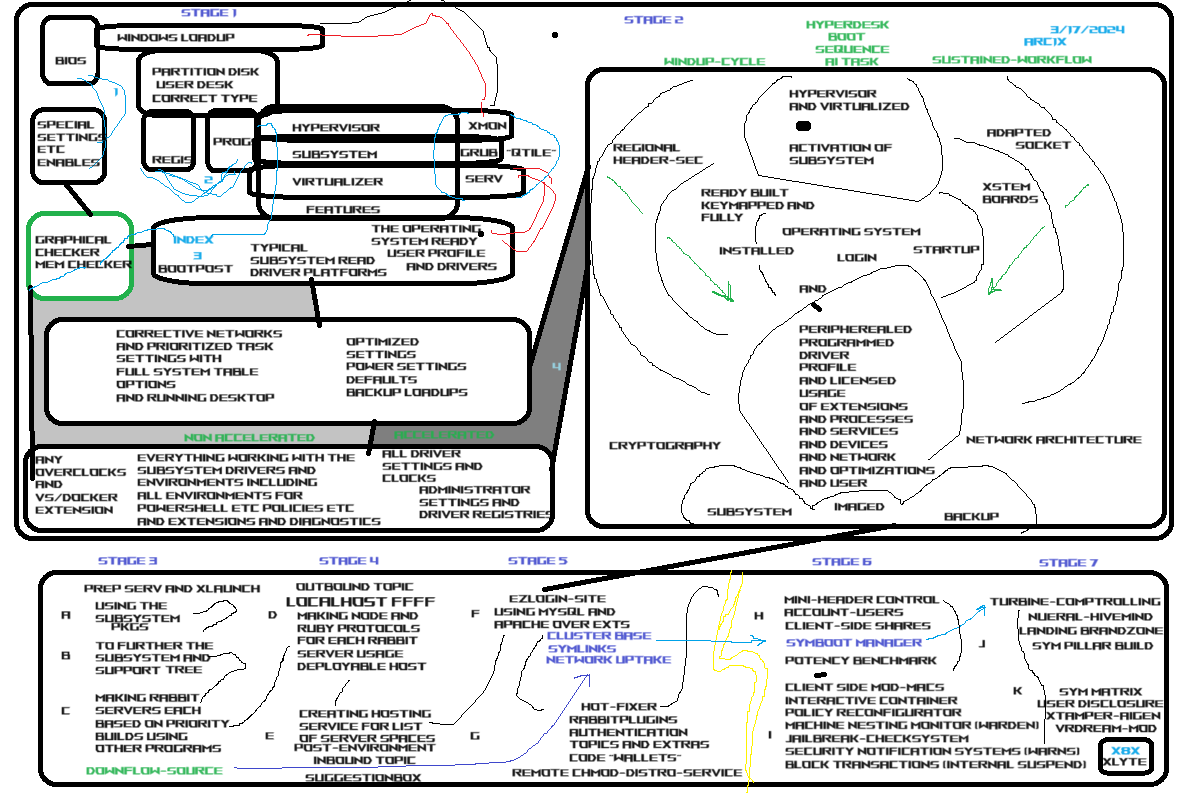 STAGE 1
WINDOWS LOADUP
BIOS
1
PARTITION DISK
USER DESK
CORRECT TYPE
SPECIAL
SETTINGS
ETC
ENABLES
REGIS
PROG
2
HYPERVISOR
XMON
SUBSYSTEM
GRUB
"QTILE"
VIRTUALIZER
SERV
FEATURES
GRAPHICAL
CHECKER
MEM CHECKER
INDEX
3
BOOTPOST
TYPICAL
SUBSYSTEM READ
DRIVER PLATFORMS
THE OPERATING
SYSTEM READY
USER PROFILE
AND DRIVERS
CORRECTIVE NETWORKS
AND PRIORITIZED TASK
SETTINGS WITH
FULL SYSTEM TABLE
OPTIONS
AND RUNNING DESKTOP
OPTIMIZED
SETTINGS
POWER SETTINGS
DEFAULTS
BACKUP LOADUPS
4
NON ACCELERATED
ACCELERATED
ANY
OVERCLOCKS
AND
VS/DOCKER
EXTENSION
EVERYTHING WORKING WITH THE
SUBSYSTEM DRIVERS AND
ENVIRONMENTS INCLUDING
ALL ENVIRONMENTS FOR
POWERSHELL ETC POLICIES ETC
AND EXTENSIONS AND DIAGNOSTICS
ALL DRIVER
SETTINGS AND
CLOCKS
ADMINISTRATOR
SETTINGS AND
DRIVER REGISTRIES
STAGE 2
HYPERDESK
BOOT
SEQUENCE
AI TASK
3/17/2024
ARCIX
WINDUP-CYCLE
SUSTAINED-WORKFLOW
HYPERVISOR
AND VIRTUALIZED
ACTIVATION OF
SUBSYSTEM
REGIONAL
HEADER-SEC
ADAPTED
SOCKET
READY BUILT
KEYMAPPED AND
FULLY
XSTEM
BOARDS
OPERATING SYSTEM
INSTALLED
LOGIN
STARTUP
AND
PERIPHEREALED
PROGRAMMED
DRIVER
PROFILE
AND LICENSED
USAGE
OF EXTENSIONS
AND PROCESSES
AND SERVICES
AND DEVICES
AND NETWORK
AND OPTIMIZATIONS
AND USER
CRYPTOGRAPHY
NETWORK ARCHITECTURE
SUBSYSTEM
IMAGED
BACKUP
STAGE 3
PREP SERV AND XLAUNCH
A
USING THE
SUBSYSTEM
PKGS
B
TO FURTHER THE
SUBSYSTEM AND
SUPPORT TREE
C
MAKING RABBIT
SERVERS EACH
BASED ON PRIORITY
BUILDS USING
OTHER PROGRAMS
DOWNFLOW-SOURCE
STAGE 4
OUTBOUND TOPIC
LOCALHOST FFFF
D
MAKING NODE AND
RUBY PROTOCOLS
FOR EACH RABBIT
SERVER USAGE
DEPLOYABLE HOST
E
CREATING HOSTING
SERVICE FOR LIST
OF SERVER SPACES
POST-ENVIRONMENT
INBOUND TOPIC
SUGGESTIONBOX
STAGE 5
EZLOGIN-SITE
F
USING MYSQL AND
APACHE OVER EXTS
CLUSTER BASE
SYMLINKS
NETWORK UPTAKE
G
HOT-FIXER
RABBITPLUGINS
AUTHENTICATION
TOPICS AND EXTRAS
CODE "WALLETS"
REMOTE CHMOD-DISTRO-SERVICE
STAGE 6
H
MINI-HEADER CONTROL
ACCOUNT-USERS
CLIENT-SIDE SHARES
SYMBOOT MANAGER
POTENCY BENCHMARK
I
CLIENT SIDE MOD-MACS
INTERACTIVE CONTAINER
POLICY RECONFIGURATOR
MACHINE NESTING MONITOR (WARDEN)
JAILBREAK-CHECKSYSTEM
SECURITY NOTIFICATION SYSTEMS (WARNS)
BLOCK TRANSACTIONS (INTERNAL SUSPEND)
STAGE 7
TURBINE-COMPTROLLING
J
NUERAL-HIVEMIND
LANDING BRANDZONE
SYM PILLAR BUILD
K
SYM MATRIX
USER DISCLOSURE
XTAMPER-AIGEN
VRDREAM-MOD
XBX
XLYTE